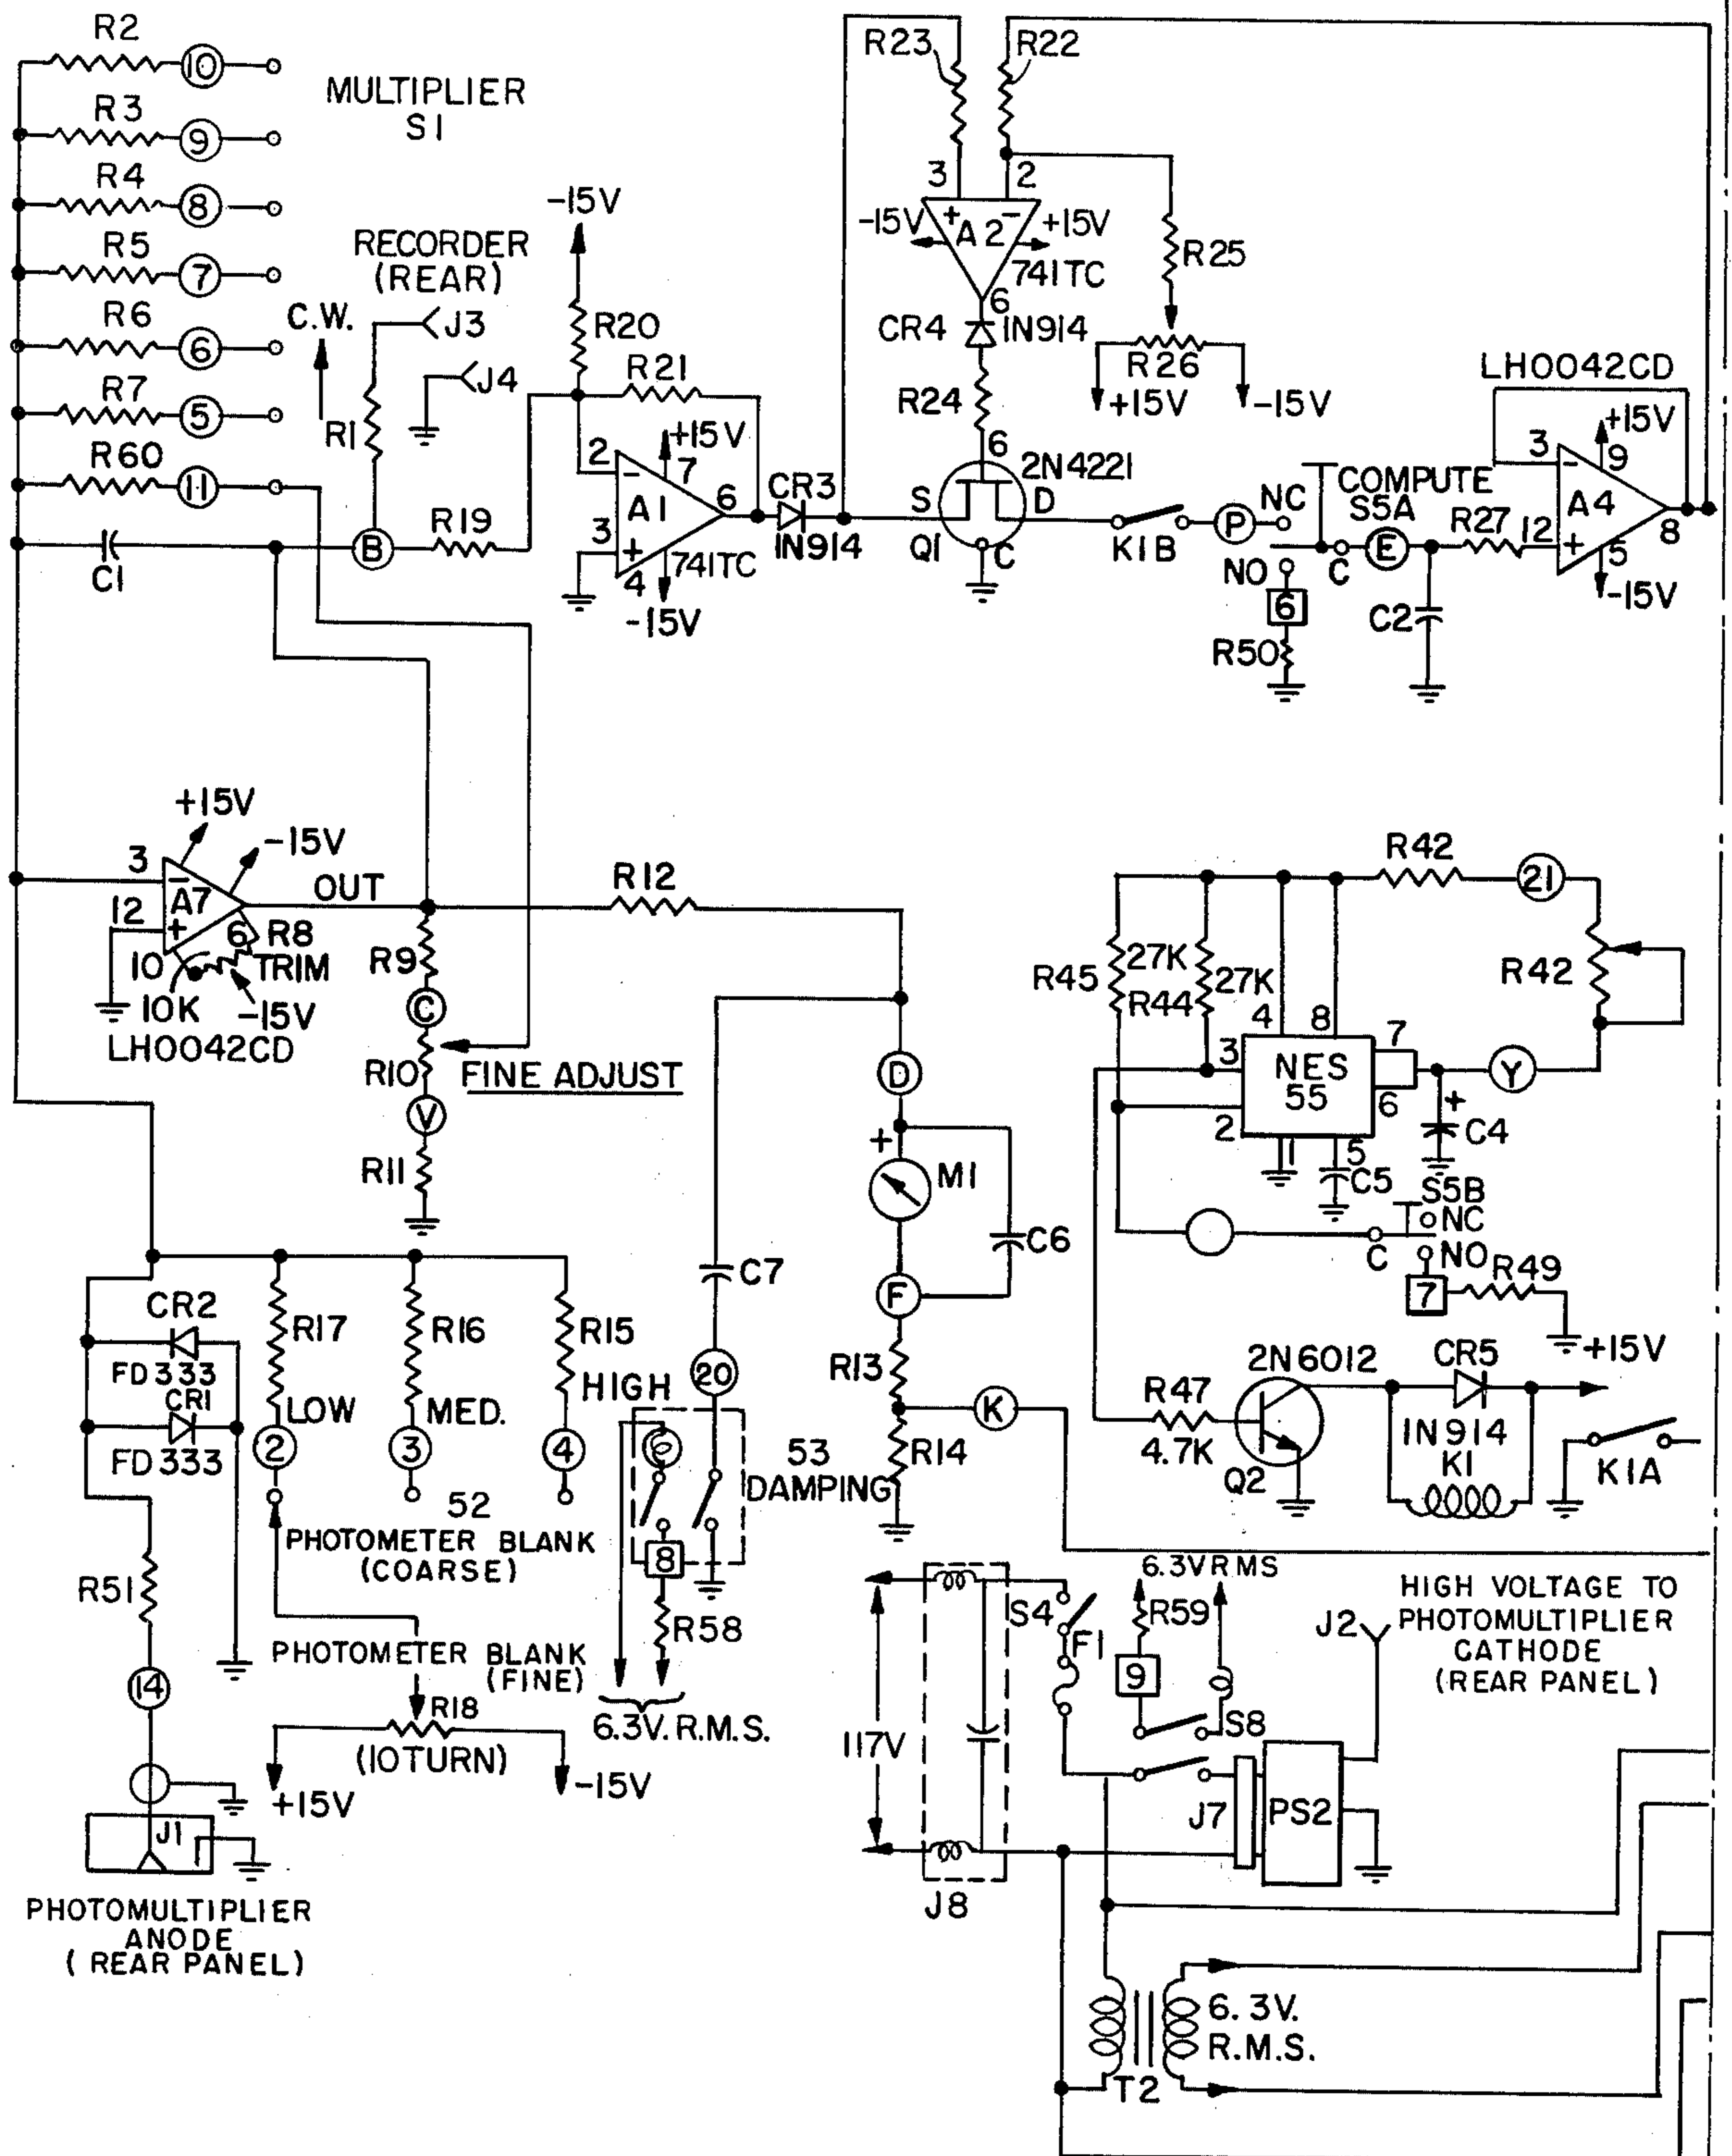 R2
10
MULTIPLIER
S1
R3
9
R4
8
R5
7
R6
6
R7
5
R60
11
C1
RECORDER
(REAR)
C.W.
J3
J4
R1
B
R19
-15V
R20
R21
2
-
+15V
7
A1
6
3
+
4
741TC
-15V
CR3
1N914
R23
R22
3
2
-15V
+
-
+15V
A2
741TC
6
R25
CR4
1N914
R26
+15V
-15V
R24
6
2N4221
S
D
Q1
C
K1B
P
NC
COMPUTE
S5A
NO
C
E
6
R50
C2
R27
12
LH0042CD
3
-
+15V
9
A4
+
5
8
-15V
+15V
-15V
3
-
A7
OUT
12
+
6
R8
10
TRIM
10K
-15V
LH0042CD
R9
C
R10
FINE ADJUST
V
R11
R12
D
+
M1
C6
F
C7
20
R13
K
R14
R42
21
R42
R45
27K
R44
27K
4
8
7
3
NES
55
2
6
1
5
C5
Y
+
C4
S5B
NC
C
NO
7
R49
+15V
2N6012
CR5
R47
4.7K
Q2
1N914
K1
K1A
CR2
FD333
CR1
FD333
R17
LOW
2
R16
MED.
3
R15
HIGH
4
52
PHOTOMETER BLANK
(COARSE)
53
DAMPING
8
R58
6.3V. R.M.S.
PHOTOMETER BLANK
(FINE)
R18
(10TURN)
+15V
-15V
R51
14
J1
PHOTOMULTIPLIER
ANODE
( REAR PANEL)
117V
J8
S4
F1
6.3VRMS
R59
9
S8
J7
PS2
J2
HIGH VOLTAGE TO
PHOTOMULTIPLIER
CATHODE
(REAR PANEL)
T2
6.3V.
R.M.S.